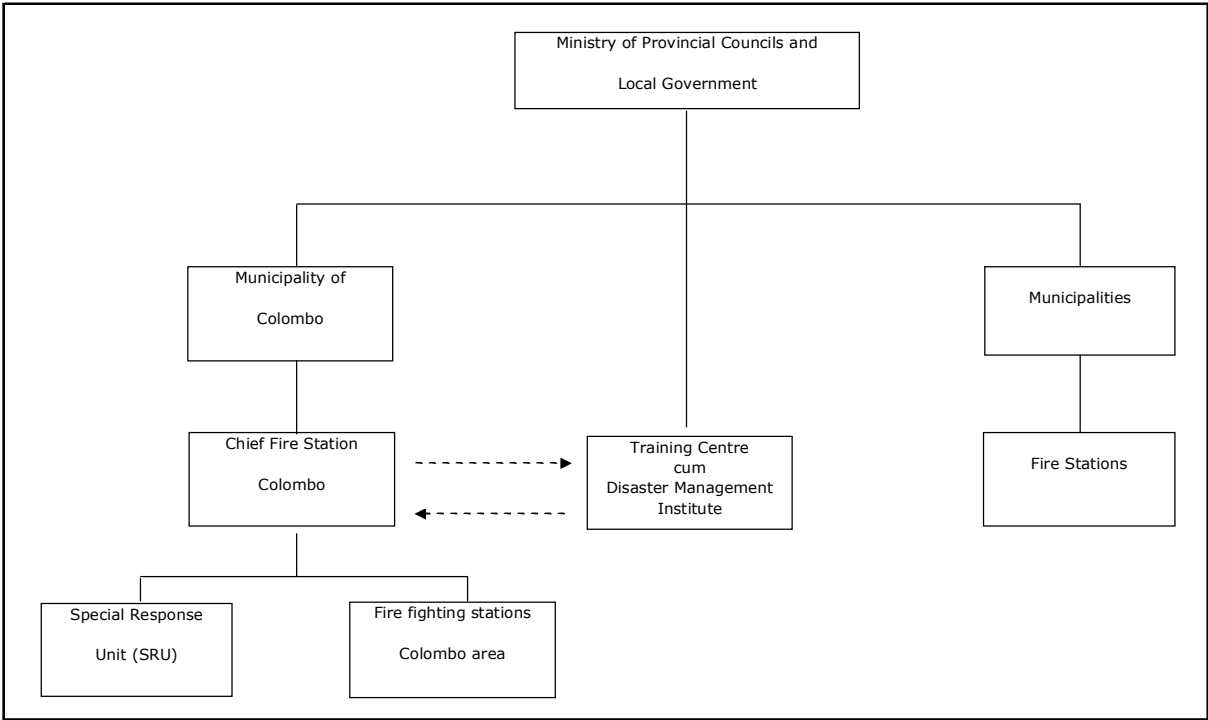 Ministry of Provincial Councils and
Local Government
Municipality of
Colombo
Municipalities
Chief Fire Station
Colombo
Training Centre
cum
Disaster Management
Institute
Fire Stations
Special Response
Unit (SRU)
Fire fighting stations
Colombo area